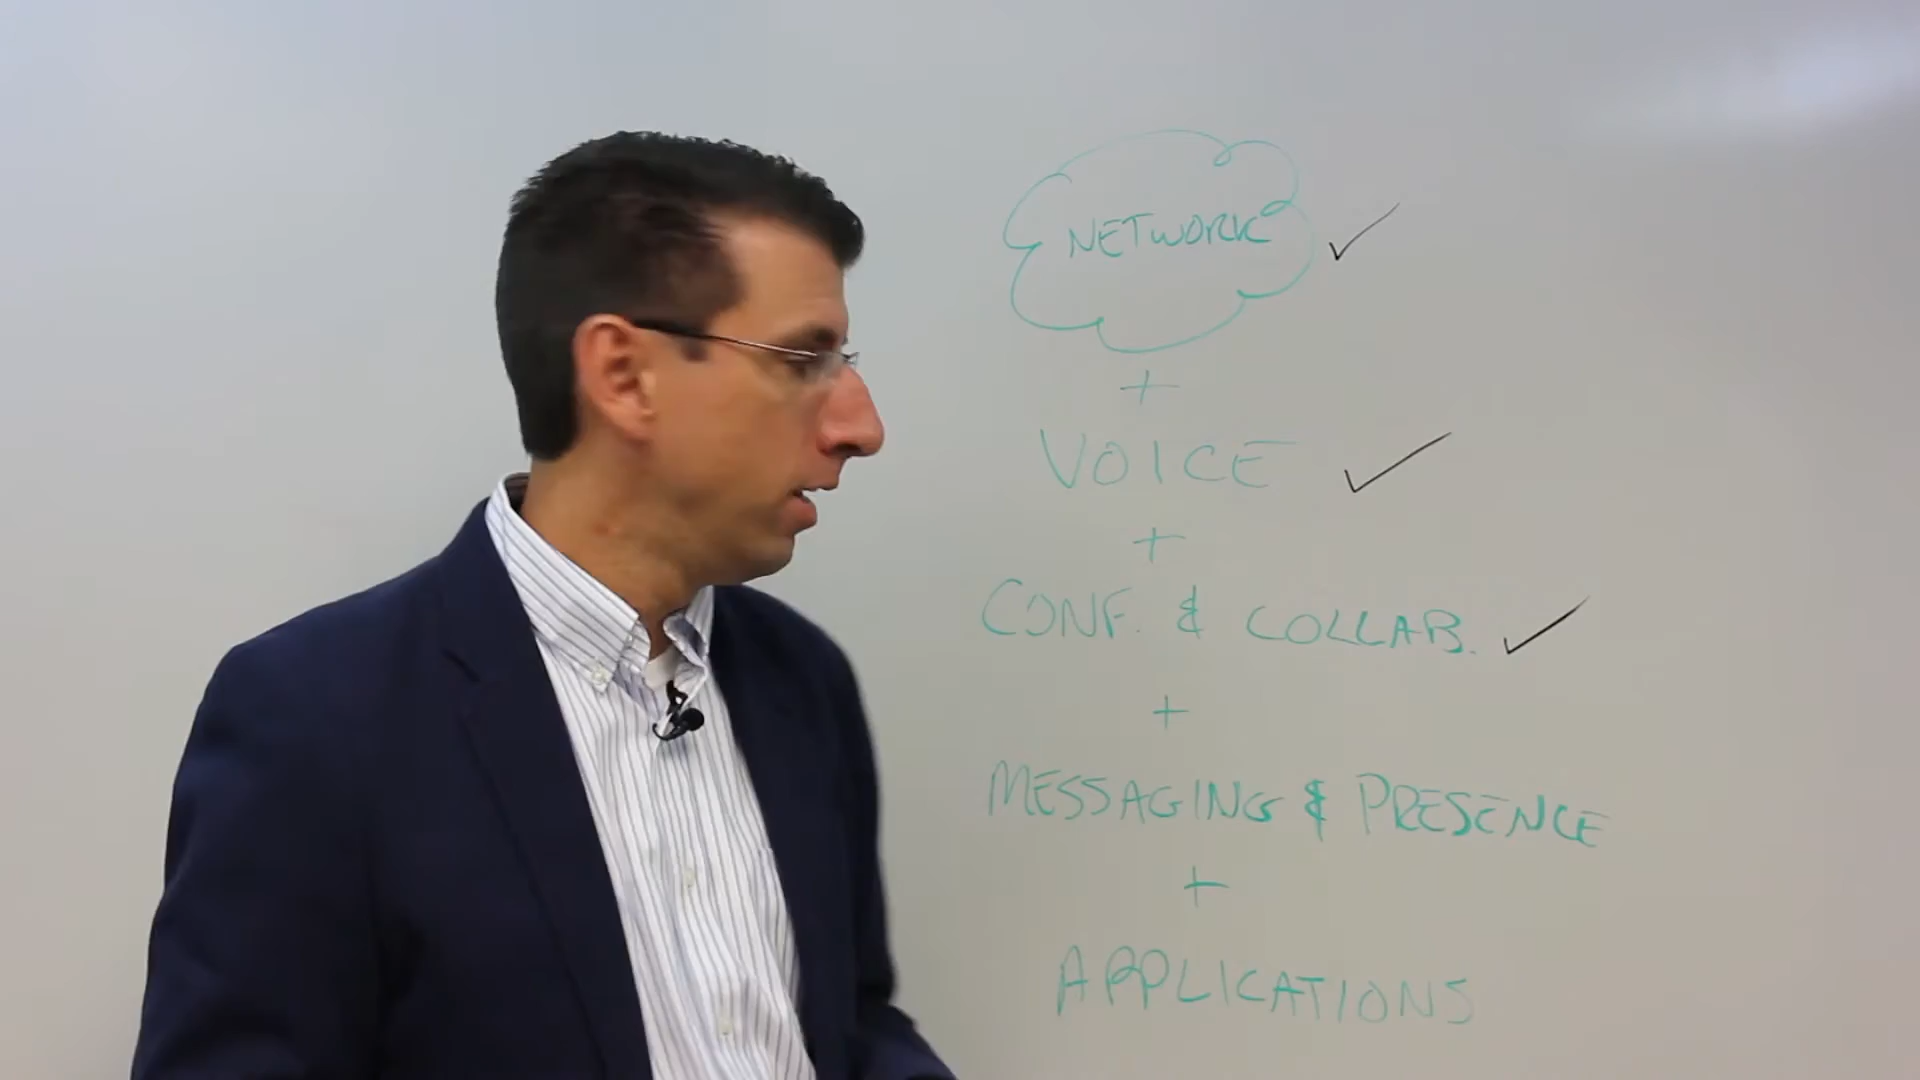 NETWORK ✓
+
VOICE ✓
+
CONF. & COLLAB. ✓
+
MESSAGING & PRESENCE
+
APPLICATIONS